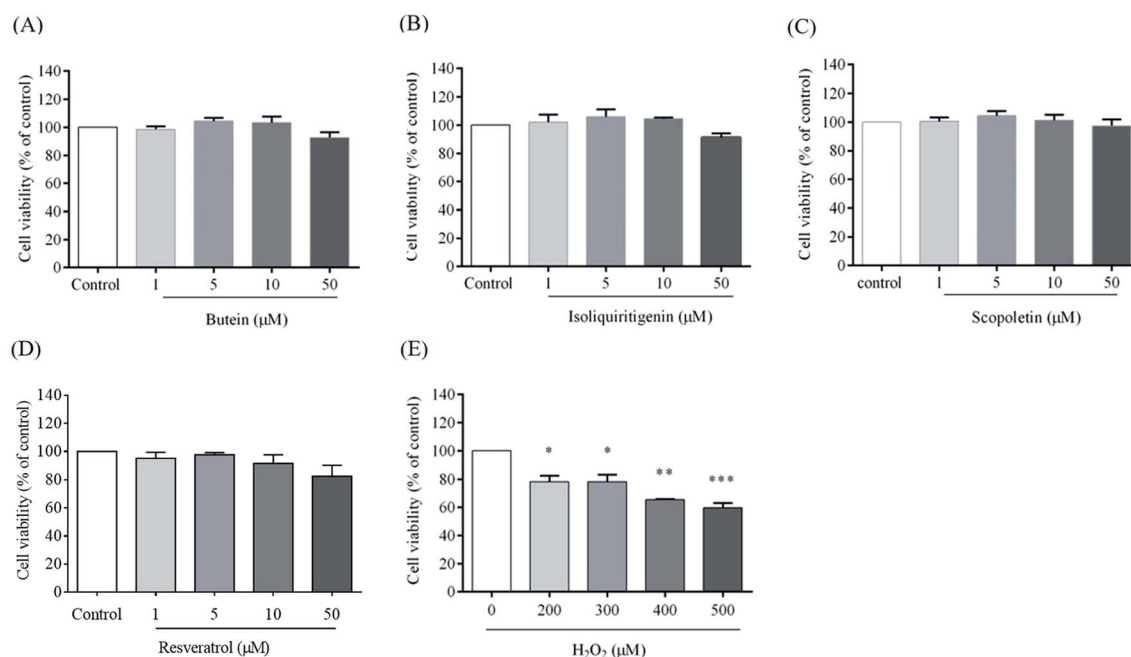 (A)
Cell viability (% of control)
140
120
100
80
60
40
20
0
Control 1 5 10 50
Butein (μM)
(B)
Cell viability (% of control)
140
120
100
80
60
40
20
0
Control 1 5 10 50
Isoliquiritigenin (μM)
(C)
Cell viability (% of control)
140
120
100
80
60
40
20
0
control 1 5 10 50
Scopoletin (μM)
(D)
Cell viability (% of control)
140
120
100
80
60
40
20
0
Control 1 5 10 50
Resveratrol (μM)
(E)
Cell viability (% of control)
140
120
100
80
60
40
20
0
* * ** ***
0 200 300 400 500
H₂O₂ (μM)